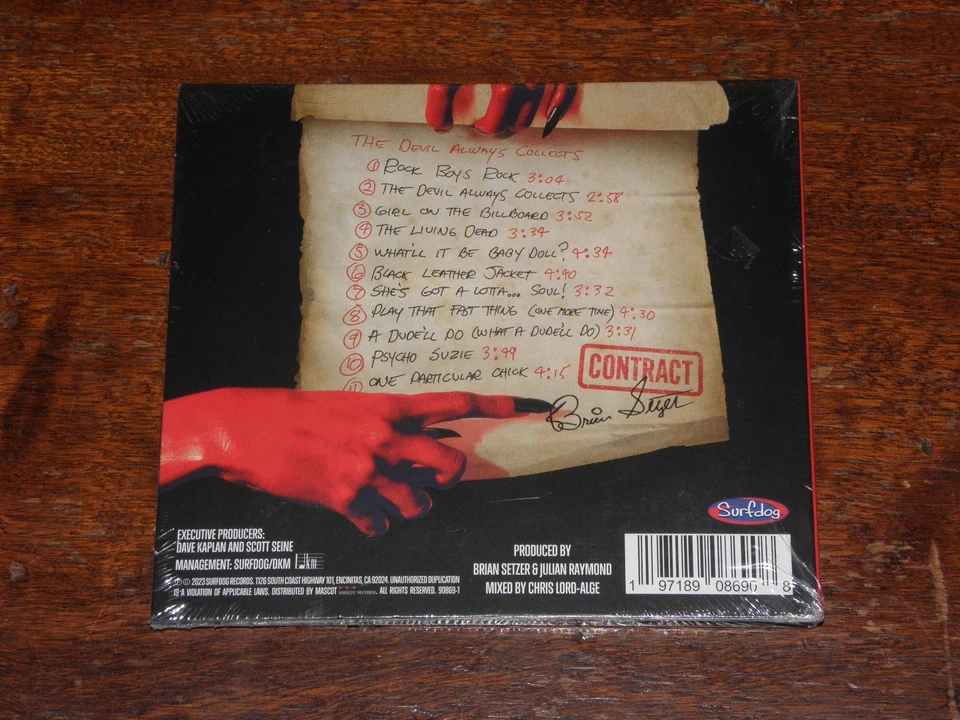 THE DEVIL ALWAYS COLLECTS
1 ROCK BOYS ROCK 3:04
2 THE DEVIL ALWAYS COLLECTS 2:58
3 GIRL ON THE BILLBOARD 3:52
4 THE LIVING DEAD 3:34
5 WHAT'LL IT BE BABY DOLL? 4:34
6 BLACK LEATHER JACKET 4:40
7 SHE'S GOT A LOTTA... SOUL! 3:32
8 PLAY THAT FAST THING (ONE MORE TIME) 4:30
9 A DUDE'LL DO (WHAT A DUDE'LL DO) 3:31
10 PSYCHO SUZIE 3:49
11 ONE PARTICULAR CHICK 4:15
CONTRACT
Brian Setzer
Surfdog
EXECUTIVE PRODUCERS:
DAVE KAPLAN AND SCOTT SEINE
MANAGEMENT: SURFDOG/DKM dkm
℗ © 2023 SURFDOG RECORDS. 1126 SOUTH COAST HIGHWAY 101, ENCINITAS, CA 92024. UNAUTHORIZED DUPLICATION
IS A VIOLATION OF APPLICABLE LAWS. DISTRIBUTED BY MASCOT MASCOT RECORDS. ALL RIGHTS RESERVED. 90869-1
PRODUCED BY
BRIAN SETZER & JULIAN RAYMOND
MIXED BY CHRIS LORD-ALGE
1 97189 08690 8